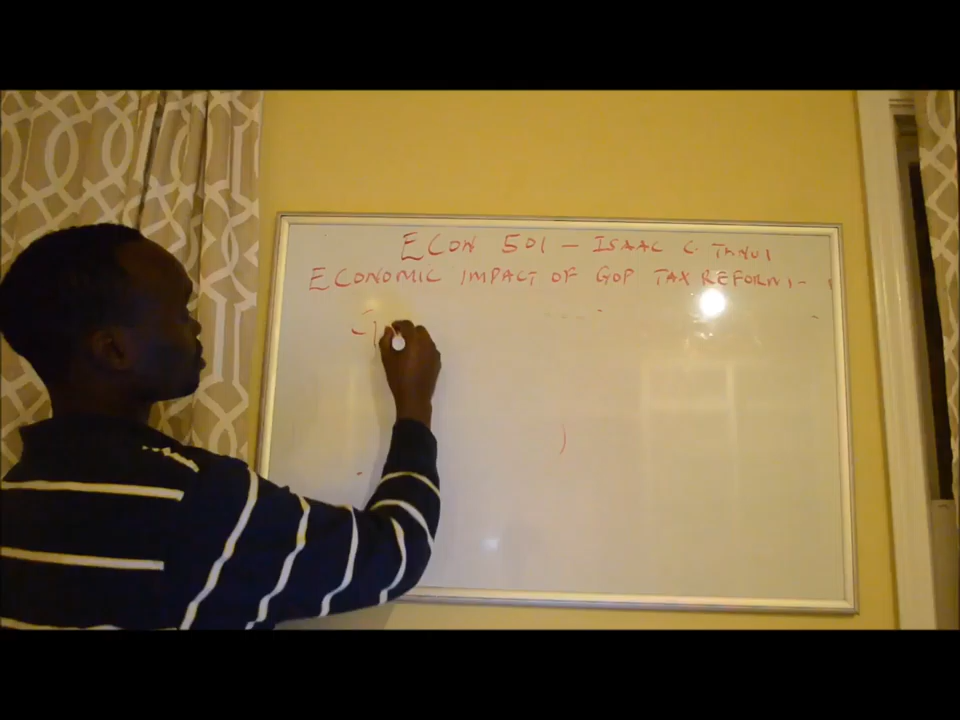 ECON 501 - ISAAC C. TANUI
ECONOMIC IMPACT OF GOP TAX REFORM -